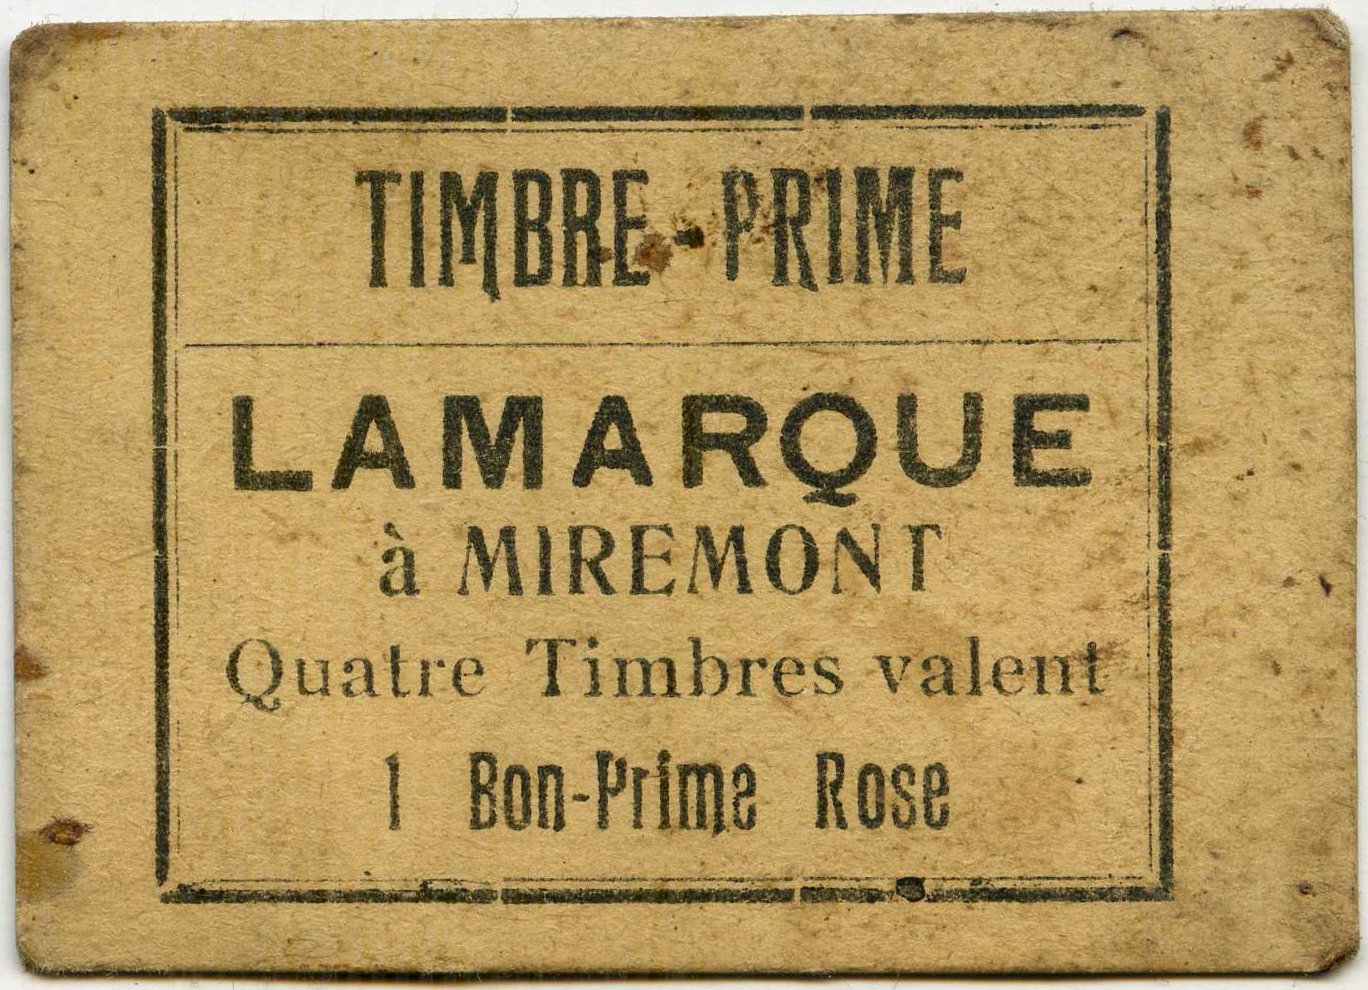 TIMBRE-PRIME
LAMARQUE
à MIREMONT
Quatre Timbres valent
1 Bon-Prime Rose